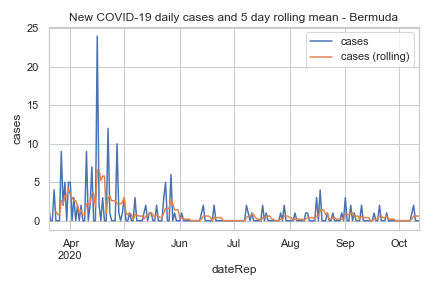 New COVID-19 daily cases and 5 day rolling mean - Bermuda
25
cases
cases (rolling)
20
15
cases
10
5
0
Apr May Jun Jul Aug Sep Oct
2020
dateRep